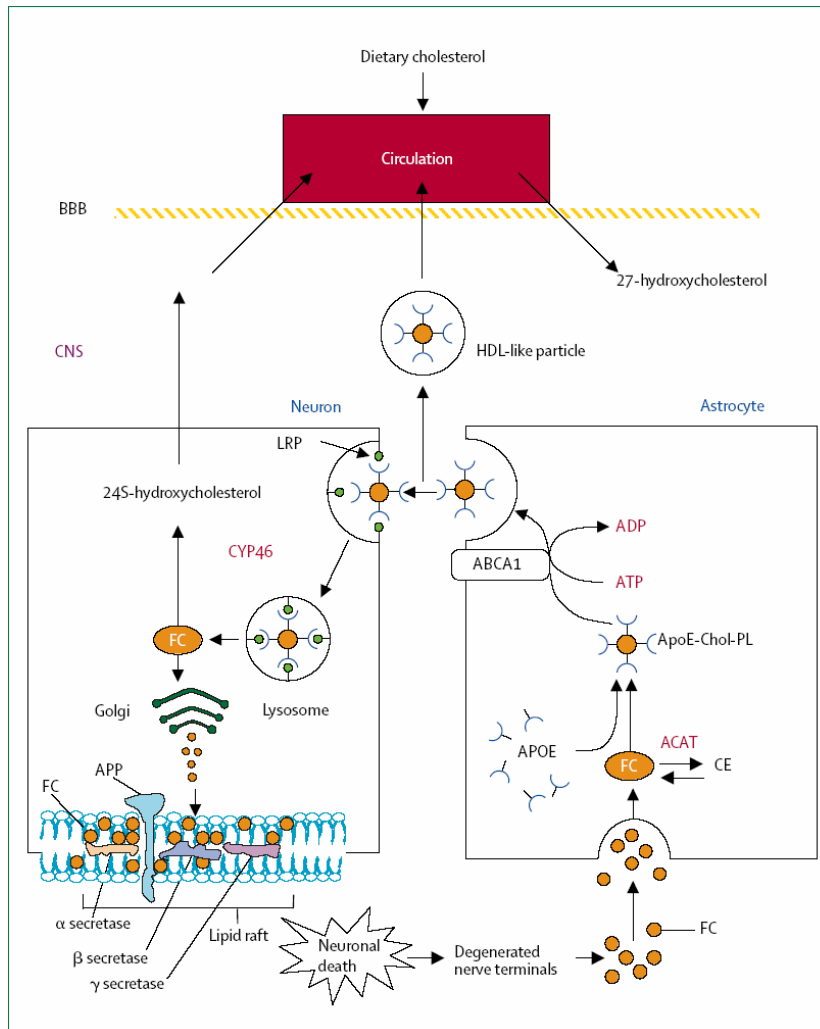 Dietary cholesterol
Circulation
BBB
27-hydroxycholesterol
HDL-like particle
CNS
Neuron
Astrocyte
LRP
24S-hydroxycholesterol
ADP
CYP46
ABCA1
ATP
FC
ApoE-Chol-PL
Golgi
Lysosome
APOE
ACAT
FC
CE
APP
FC
α secretase
Lipid raft
β secretase
γ secretase
Neuronal
death
Degenerated
nerve terminals
FC